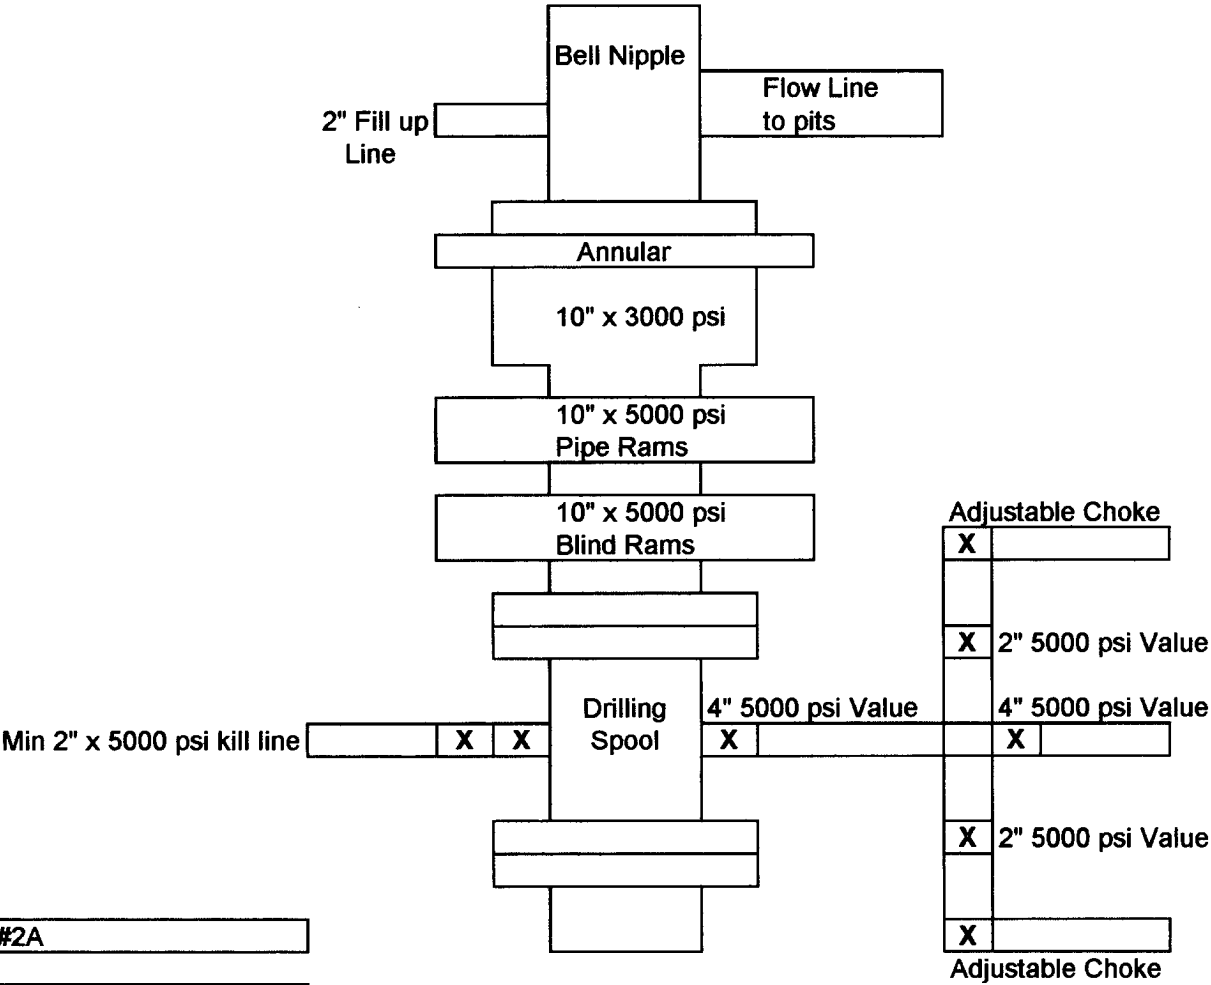 Bell Nipple
Flow Line
to pits
2" Fill up
Line
Annular
10" x 3000 psi
10" x 5000 psi
Pipe Rams
10" x 5000 psi
Blind Rams
Adjustable Choke
X
X 2" 5000 psi Value
Drilling
Spool
4" 5000 psi Value
4" 5000 psi Value
Min 2" x 5000 psi kill line
X X
X
X
X 2" 5000 psi Value
#2A
X
Adjustable Choke